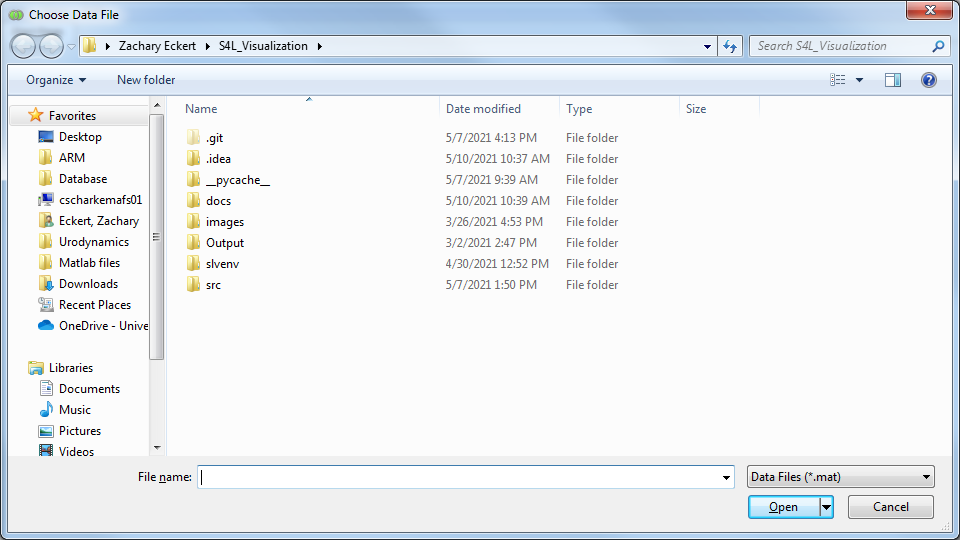 Choose Data File
Zachary Eckert S4L_Visualization
Search S4L_Visualization
Organize New folder
Name Date modified Type Size
Favorites
Desktop
ARM
Database
cscharkemafs01
Eckert, Zachary
Urodynamics
Matlab files
Downloads
Recent Places
OneDrive - Unive
Libraries
Documents
Music
Pictures
Videos
.git 5/7/2021 4:13 PM File folder
.idea 5/10/2021 10:37 AM File folder
__pycache__ 5/7/2021 9:39 AM File folder
docs 5/10/2021 10:39 AM File folder
images 3/26/2021 4:53 PM File folder
Output 3/2/2021 2:47 PM File folder
slvenv 4/30/2021 12:52 PM File folder
src 5/7/2021 1:50 PM File folder
File name: Data Files (*.mat)
Open Cancel